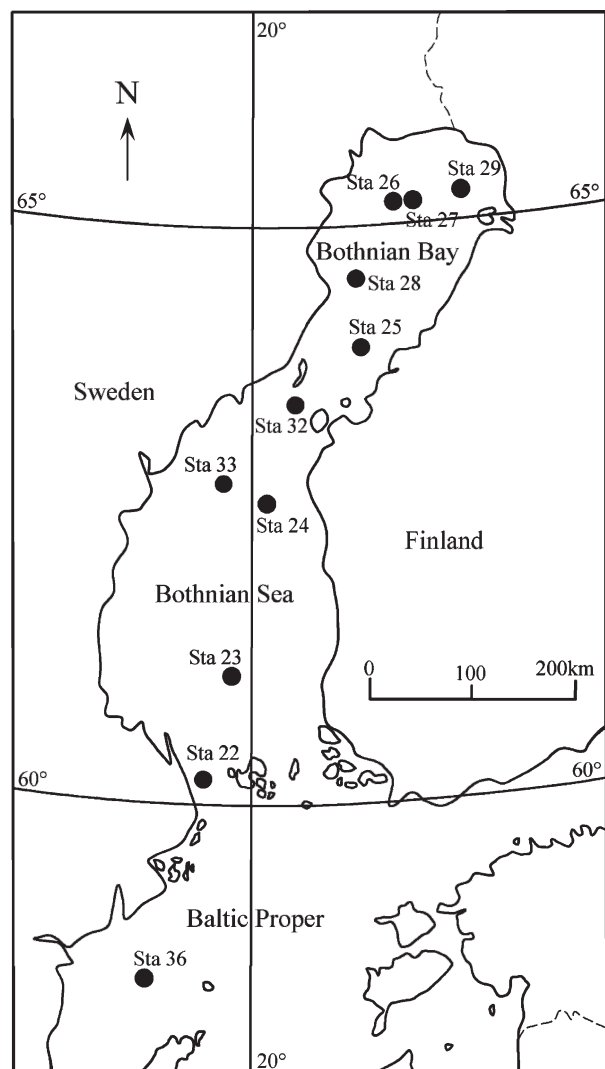 20°
N
Sta 29
Sta 26
65°
65°
Sta 27
Bothnian Bay
Sta 28
Sta 25
Sweden
Sta 32
Sta 33
Sta 24
Finland
Bothnian Sea
Sta 23
0
100
200km
Sta 22
60°
60°
Baltic Proper
Sta 36
20°